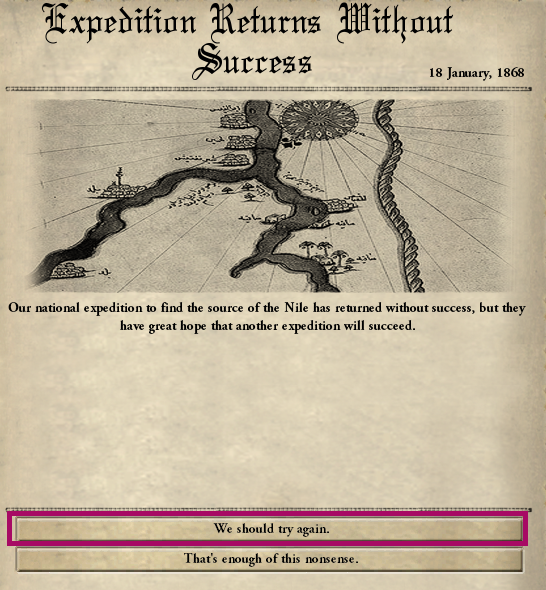 Expedition Returns Without
Success
18 January, 1868
Our national expedition to find the source of the Nile has returned without success, but they
have great hope that another expedition will succeed.
We should try again.
That's enough of this nonsense.